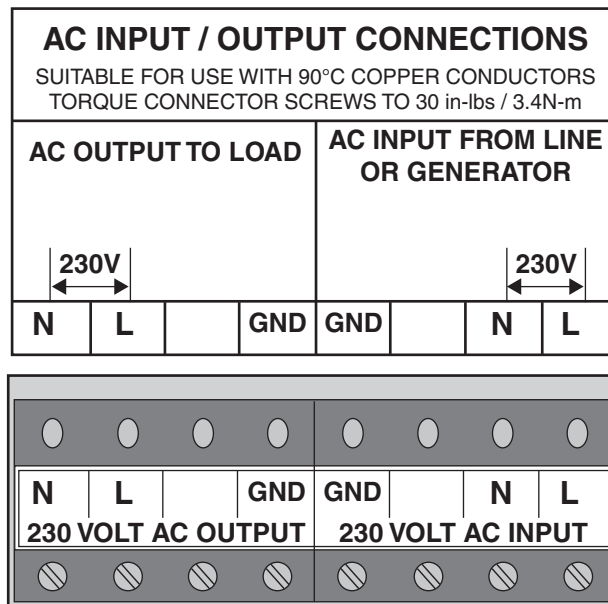 AC INPUT / OUTPUT CONNECTIONS
SUITABLE FOR USE WITH 90°C COPPER CONDUCTORS
TORQUE CONNECTOR SCREWS TO 30 in-lbs / 3.4N-m
AC OUTPUT TO LOAD
AC INPUT FROM LINE
OR GENERATOR
230V
230V
N L GND GND N L
N L GND GND N L
230 VOLT AC OUTPUT 230 VOLT AC INPUT